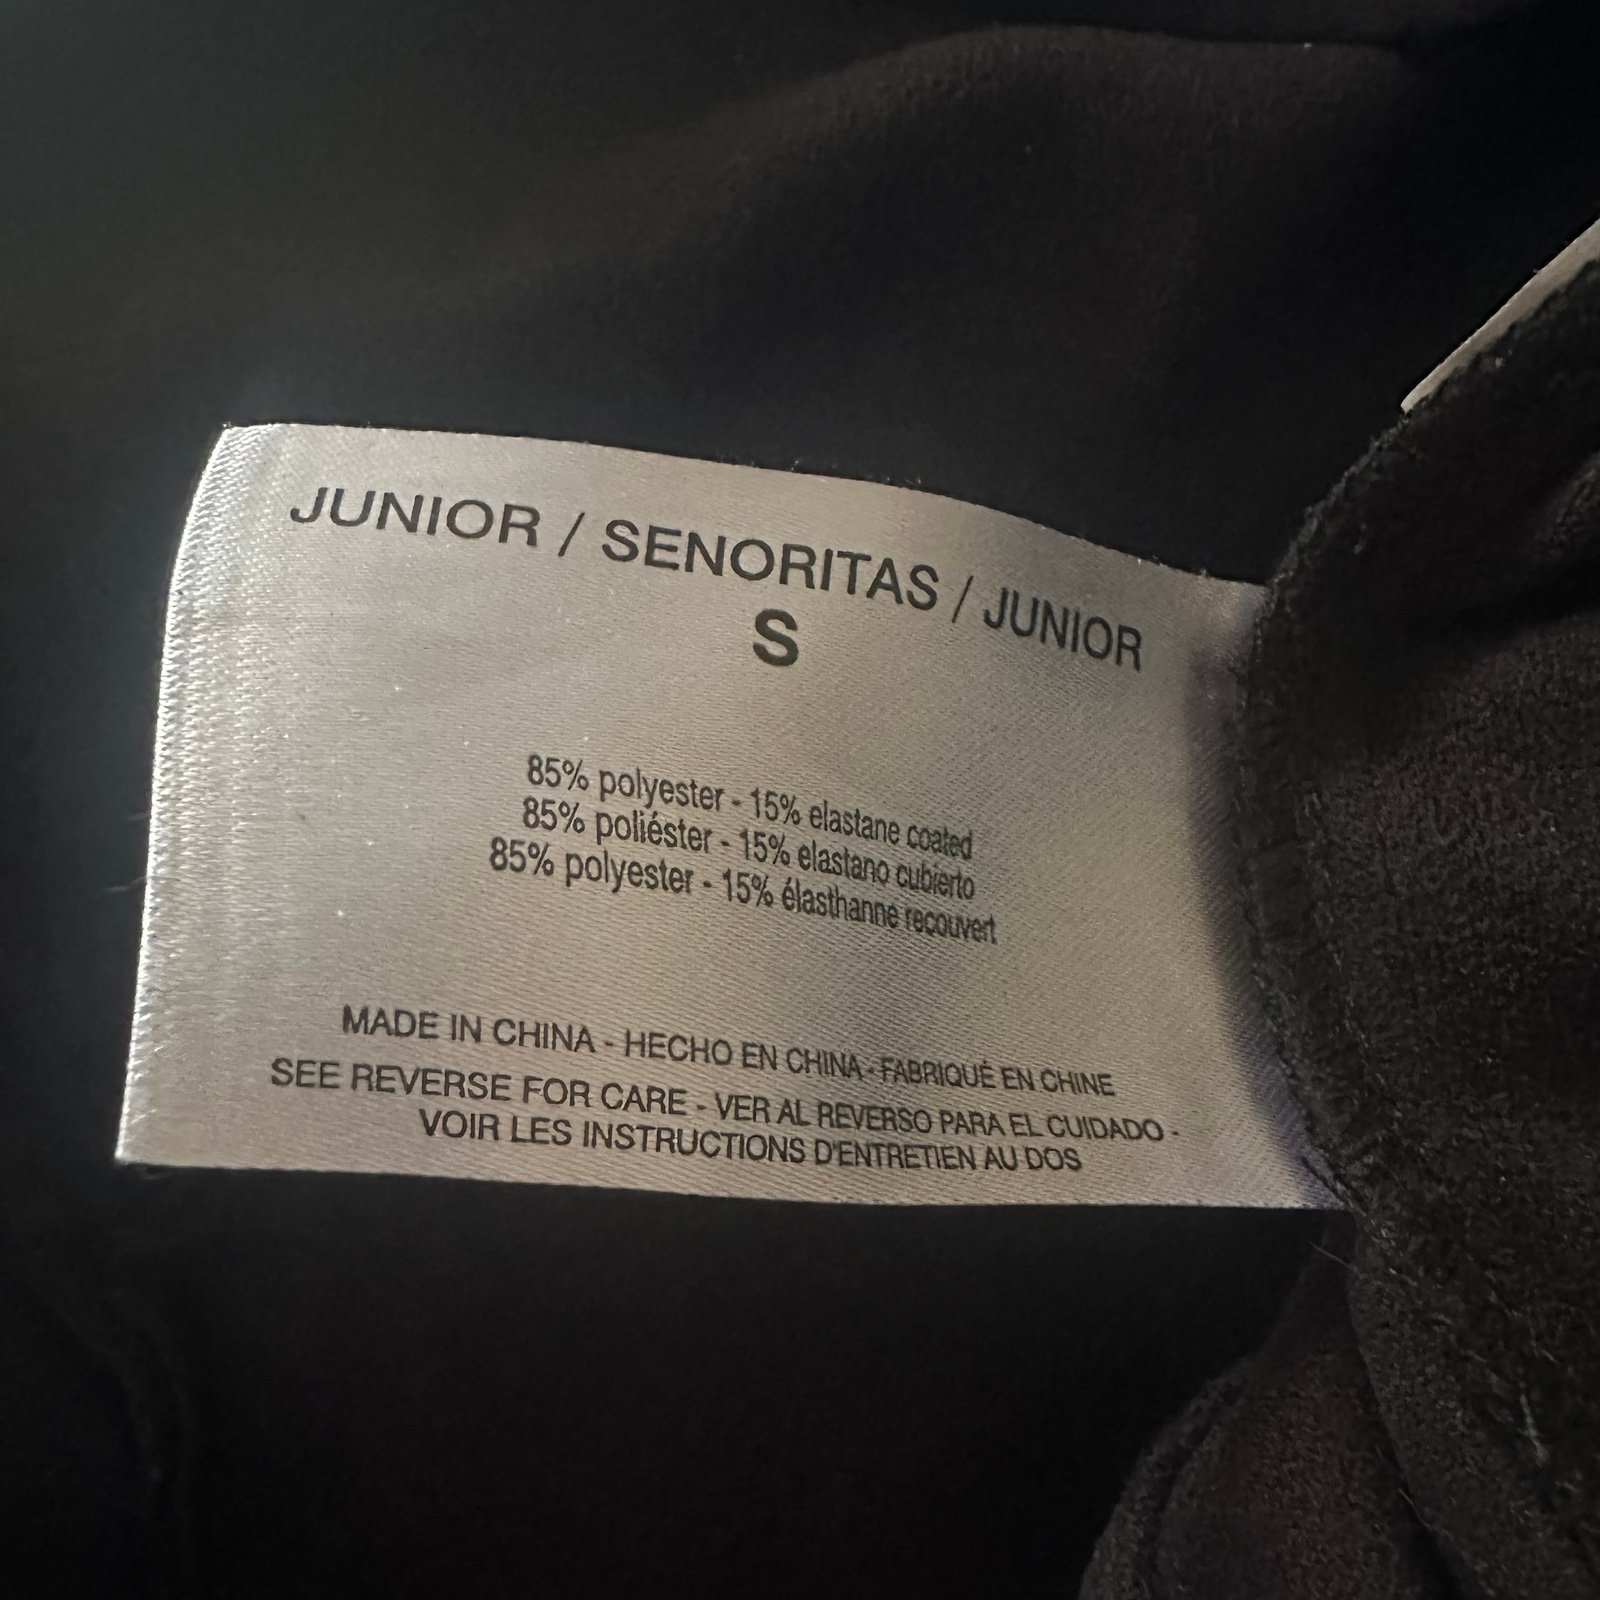 JUNIOR / SENORITAS / JUNIOR
S
85% polyester - 15% elastane coated
85% poliéster - 15% elastano cubierto
85% polyester - 15% élasthanne recouvert
MADE IN CHINA - HECHO EN CHINA - FABRIQUÉ EN CHINE
SEE REVERSE FOR CARE - VER AL REVERSO PARA EL CUIDADO -
VOIR LES INSTRUCTIONS D'ENTRETIEN AU DOS